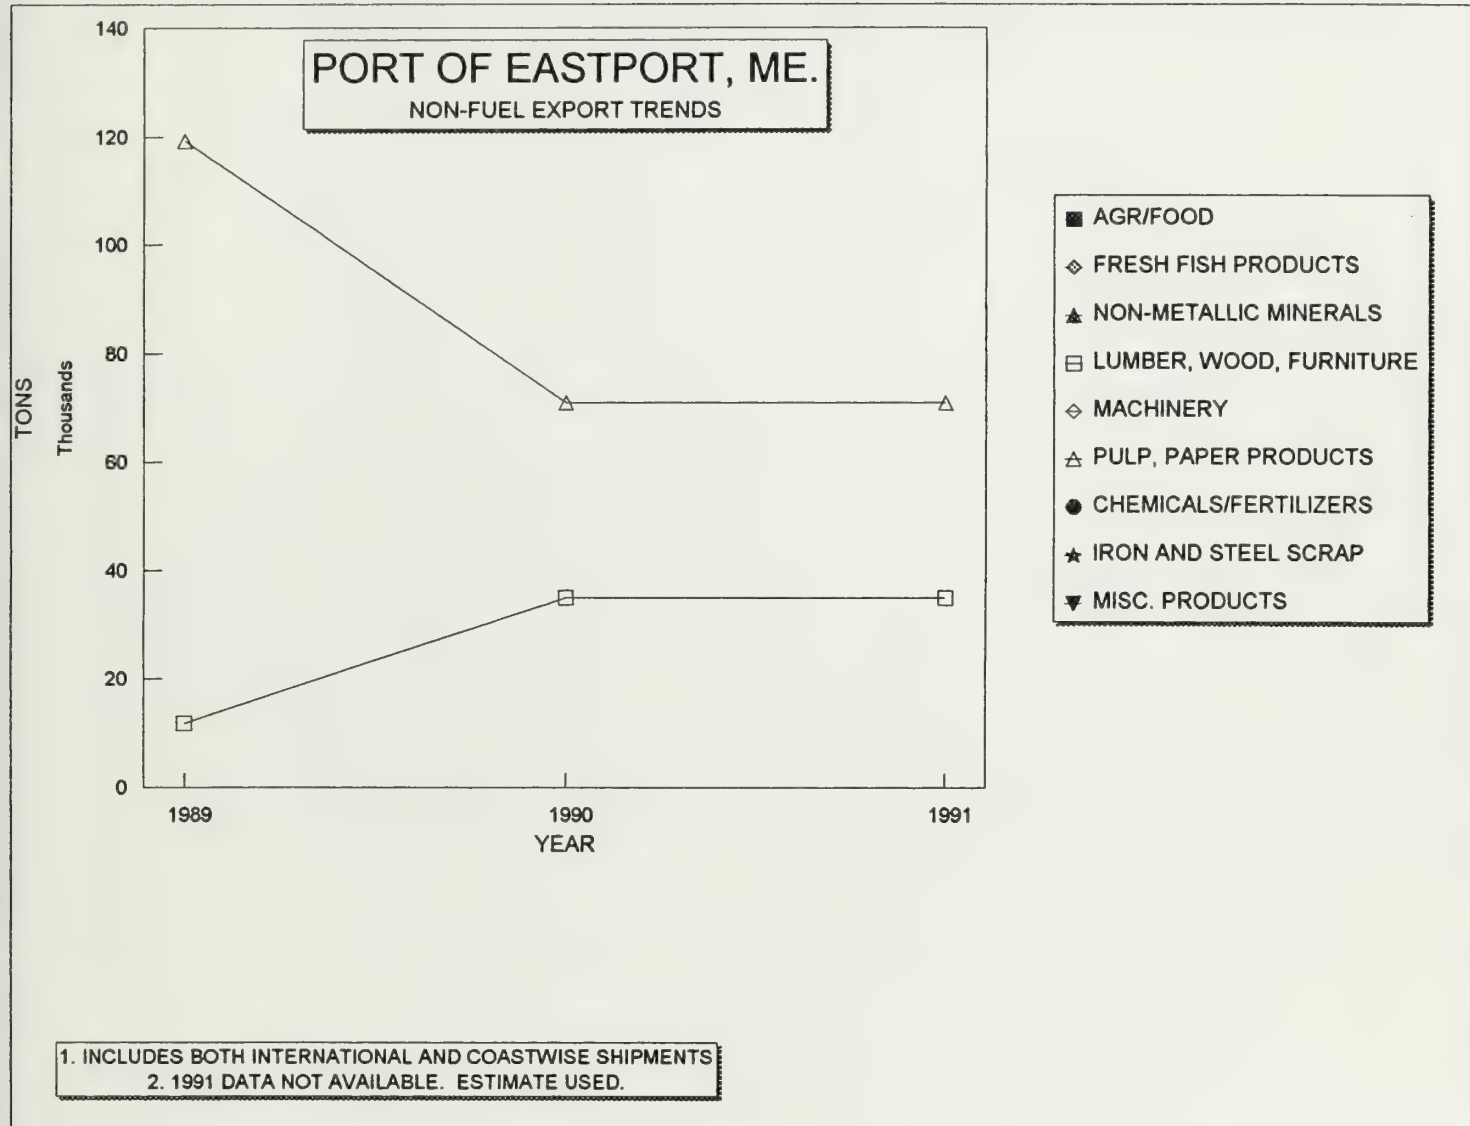 PORT OF EASTPORT, ME.
NON-FUEL EXPORT TRENDS
140
120
100
80
60
40
20
0
TONS
Thousands
1989
1990
1991
YEAR
AGR/FOOD
FRESH FISH PRODUCTS
NON-METALLIC MINERALS
LUMBER, WOOD, FURNITURE
MACHINERY
PULP, PAPER PRODUCTS
CHEMICALS/FERTILIZERS
IRON AND STEEL SCRAP
MISC. PRODUCTS
1. INCLUDES BOTH INTERNATIONAL AND COASTWISE SHIPMENTS
2. 1991 DATA NOT AVAILABLE. ESTIMATE USED.